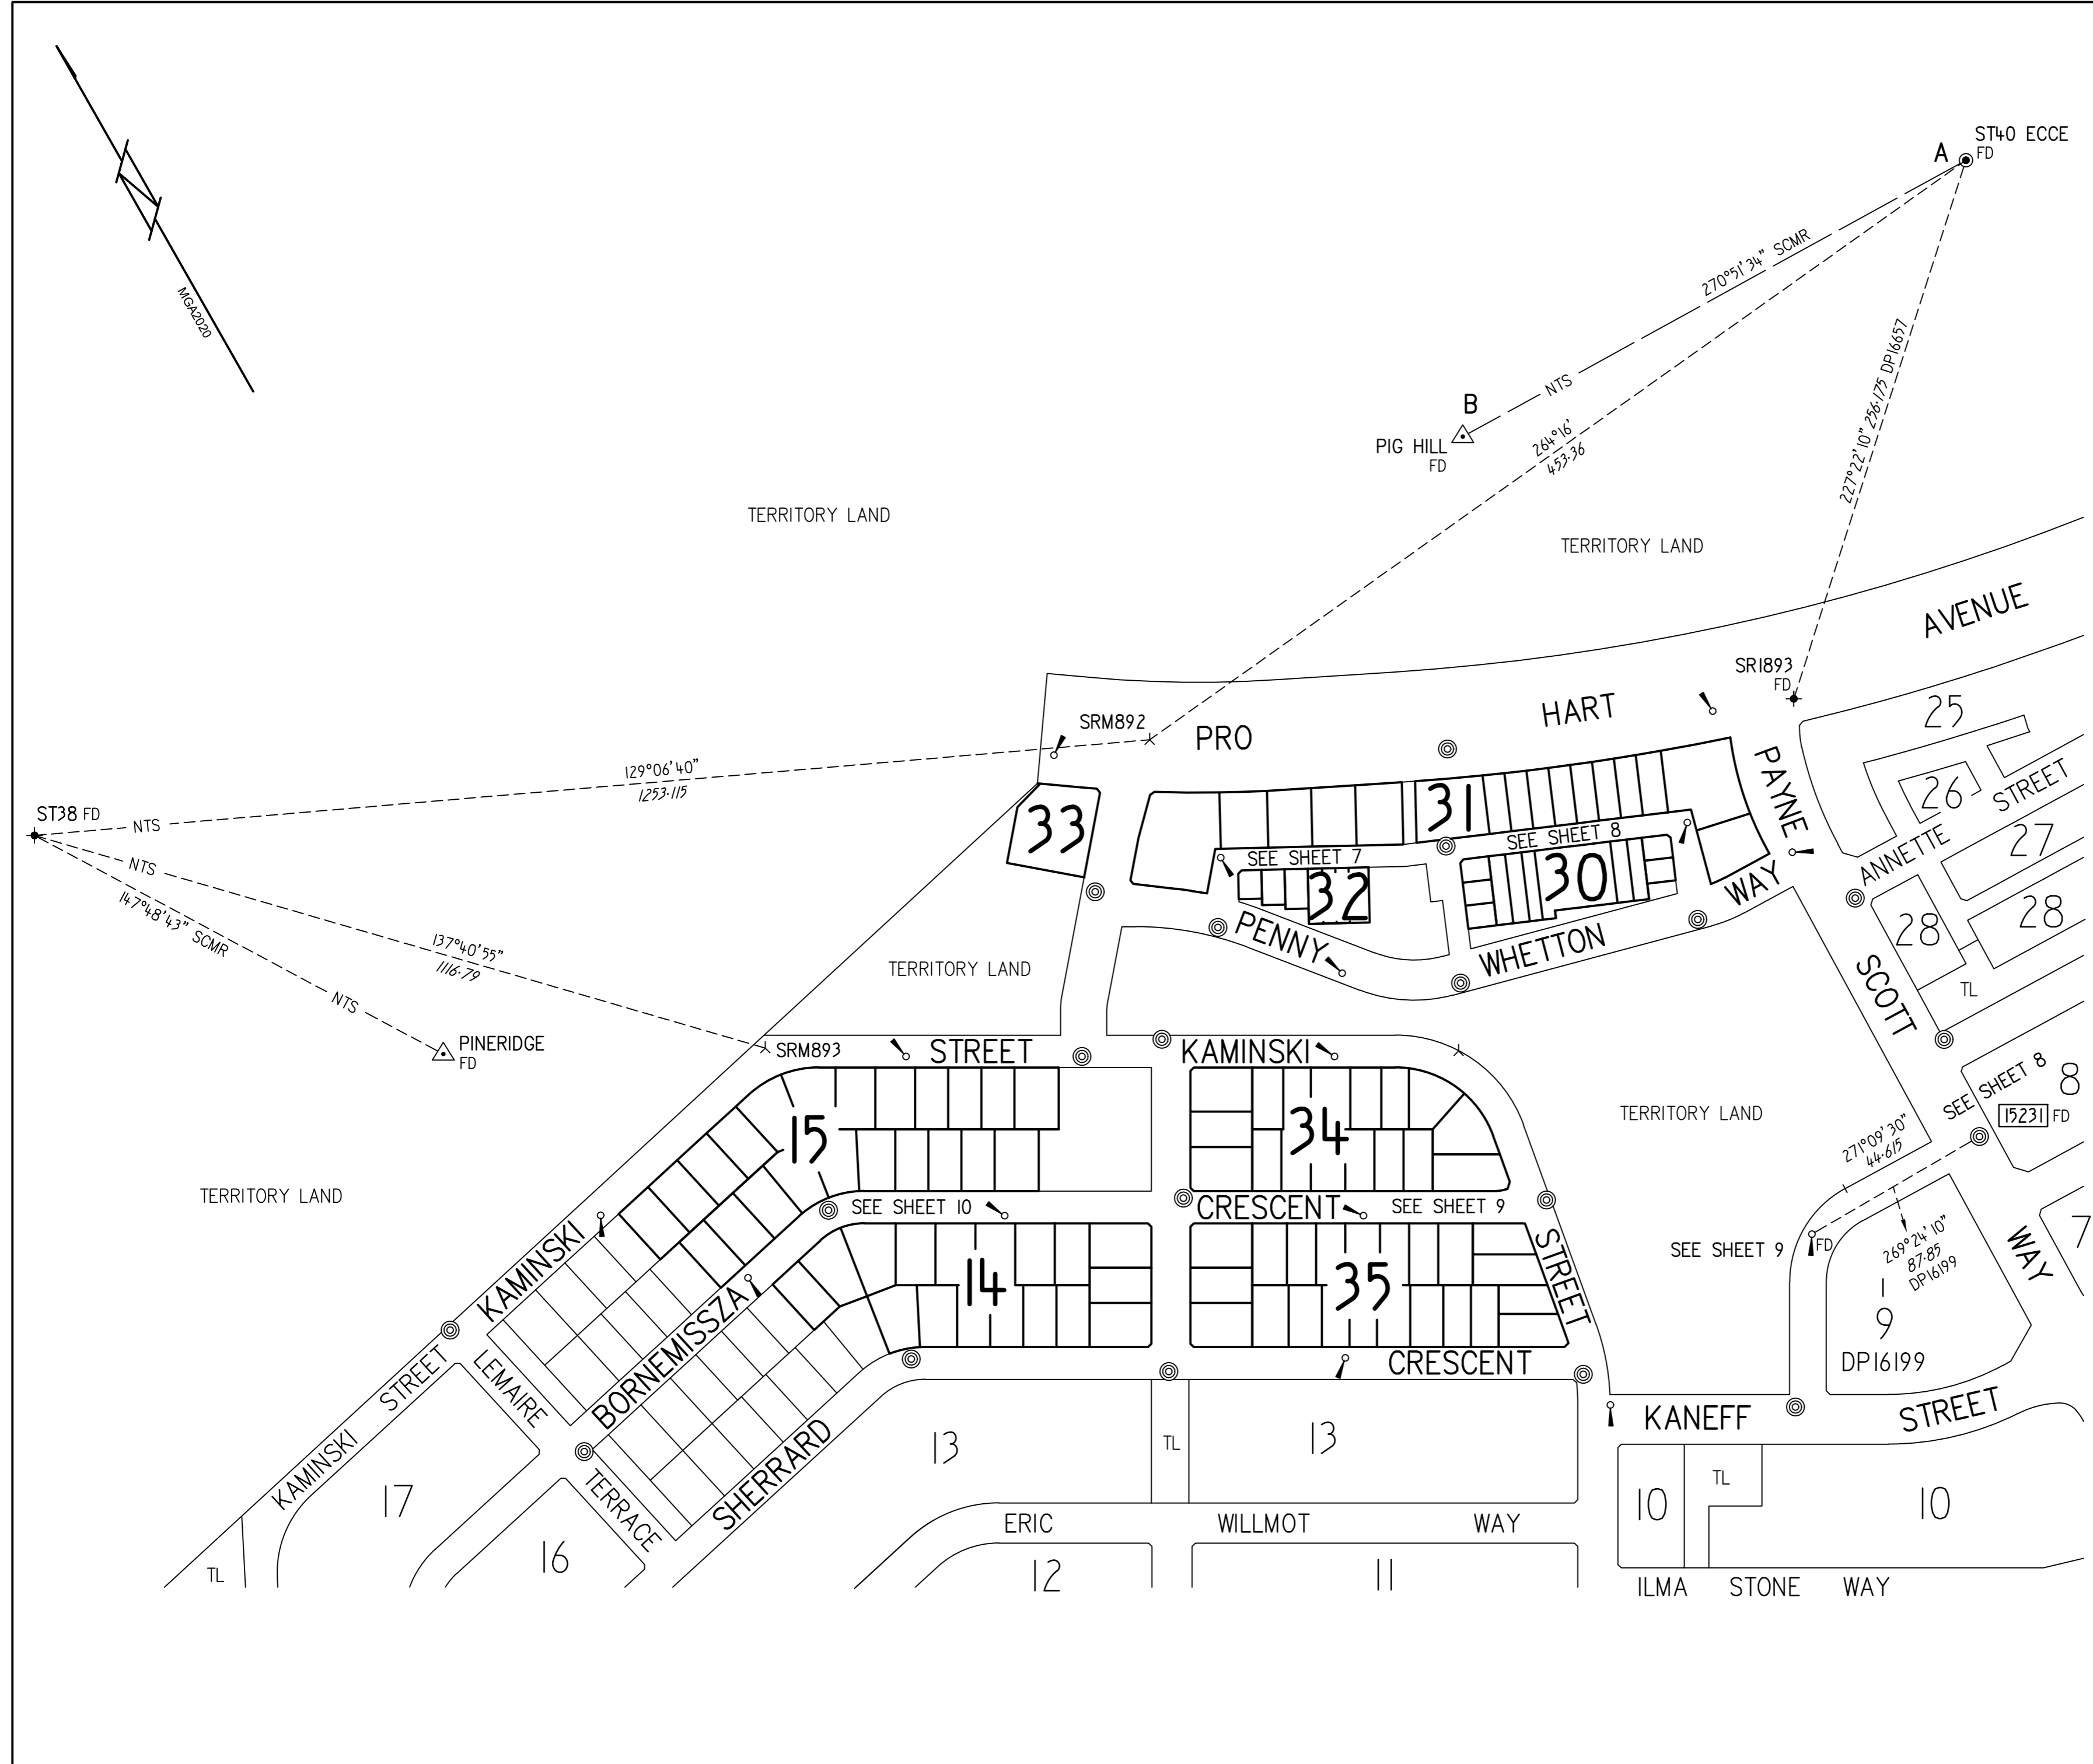 MGA2020
ST40 ECCE
A FD
270°51'34" SCMR
NTS
B
PIG HILL
FD
264°16'
453·36
227°22'10" 256·175 DP16657
TERRITORY LAND
TERRITORY LAND
AVENUE
SR1893
FD
HART
PRO
SRM892
129°06'40"
1253·115
ST38 FD
NTS
NTS
147°48'43" SCMR
NTS
137°40'55"
1116·79
PINERIDGE
FD
SRM893
33
31
SEE SHEET 8
SEE SHEET 7
32
30
PAYNE
WAY
25
26
STREET
ANNETTE
27
28
28
TL
SCOTT
PENNY
WHETTON
TERRITORY LAND
STREET
KAMINSKI
TERRITORY LAND
SEE SHEET 8
8
15231 FD
271°09'30"
44·615
15
34
TERRITORY LAND
SEE SHEET 10
CRESCENT
SEE SHEET 9
STREET
SEE SHEET 9
FD
269°24'10"
87·85
DP16199
1
9
DP16199
WAY
7
KAMINSKI
BORNEMISSZA
14
35
CRESCENT
STREET
LEMAIRE
KAMINSKI
17
TERRACE
SHERRARD
13
TL
13
KANEFF
STREET
10
TL
10
16
TL
ERIC WILLMOT WAY
12
11
ILMA STONE WAY